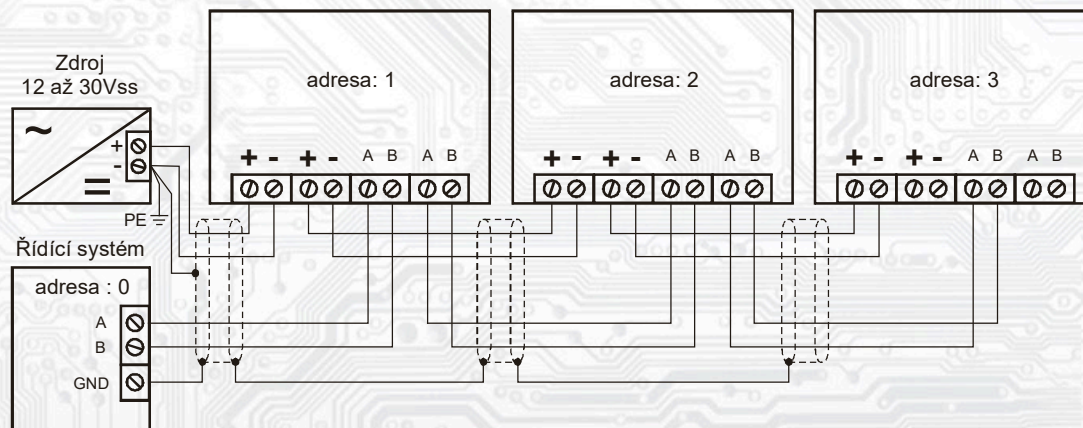 Zdroj
12 až 30Vss
~
+
-
=
PE
Řídící systém
adresa : 0
A
B
GND
adresa: 1
+ - + - A B A B
adresa: 2
+ - + - A B A B
adresa: 3
+ - + - A B A B